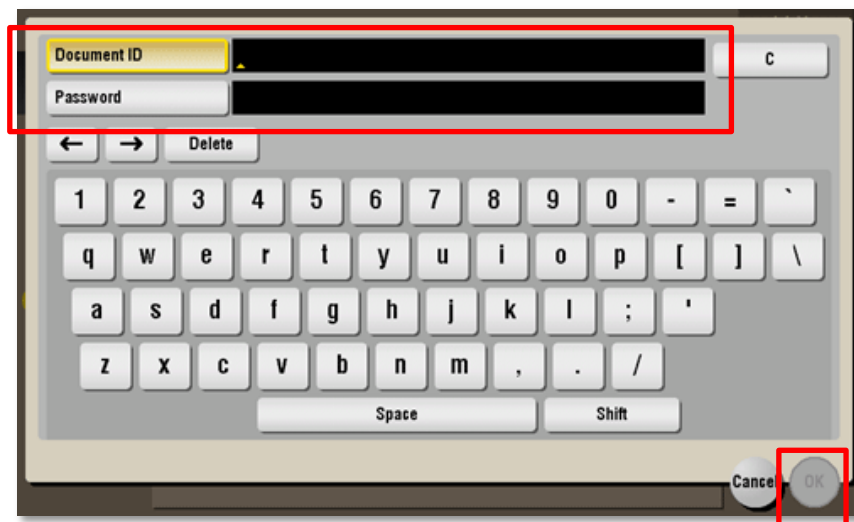 Document ID
C
Password
← → Delete
1 2 3 4 5 6 7 8 9 0 - = `
q w e r t y u i o p [ ] \
a s d f g h j k l ; '
z x c v b n m , . /
Space Shift
Cancel OK